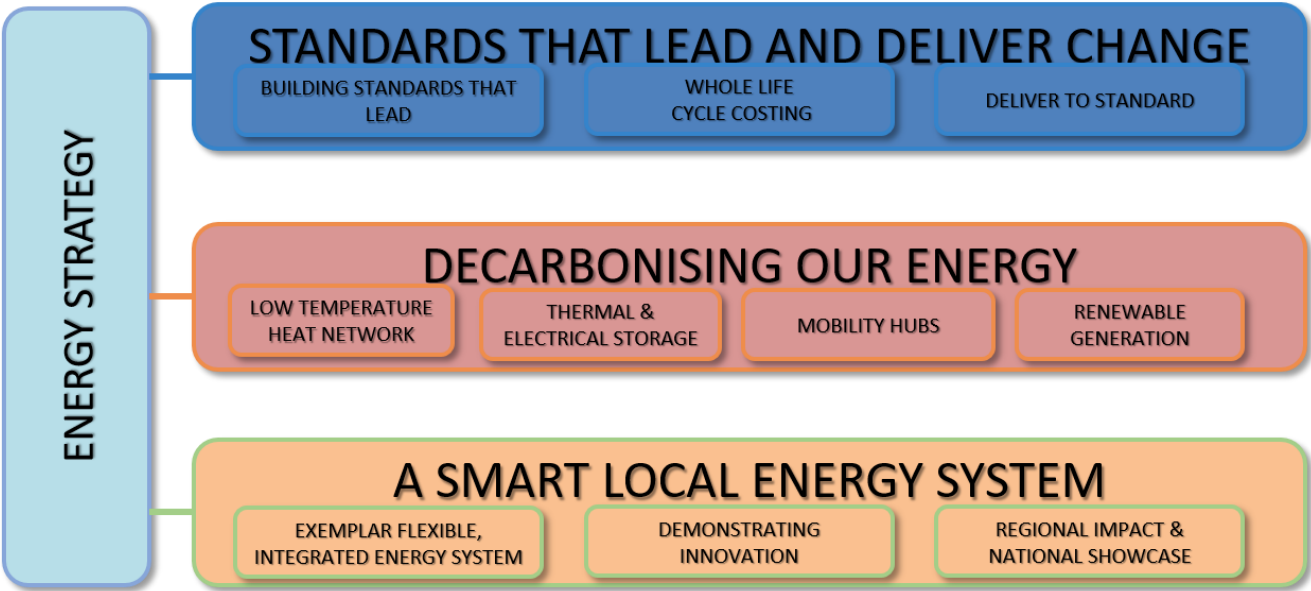 ENERGY STRATEGY
STANDARDS THAT LEAD AND DELIVER CHANGE
BUILDING STANDARDS THAT
LEAD
WHOLE LIFE
CYCLE COSTING
DELIVER TO STANDARD
DECARBONISING OUR ENERGY
LOW TEMPERATURE
HEAT NETWORK
THERMAL &
ELECTRICAL STORAGE
MOBILITY HUBS
RENEWABLE
GENERATION
A SMART LOCAL ENERGY SYSTEM
EXEMPLAR FLEXIBLE,
INTEGRATED ENERGY SYSTEM
DEMONSTRATING
INNOVATION
REGIONAL IMPACT &
NATIONAL SHOWCASE